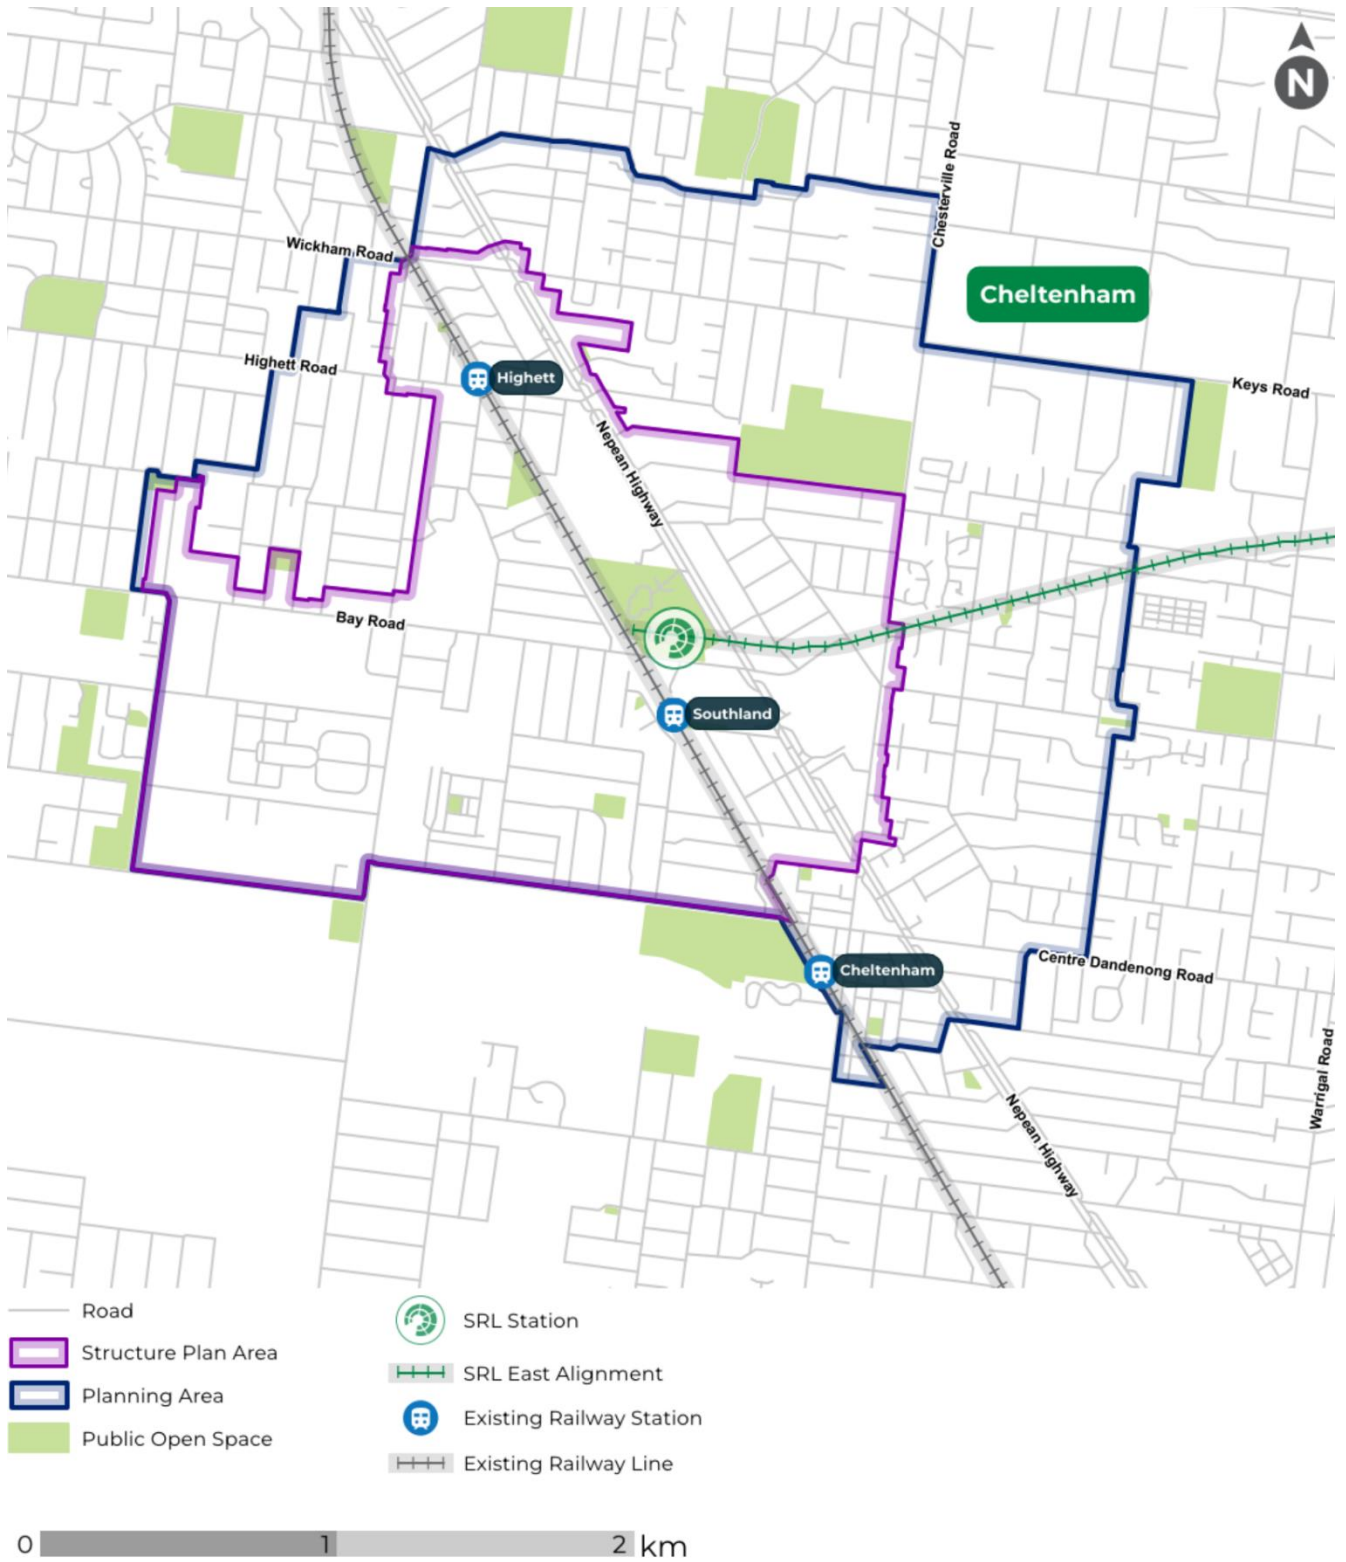 N
Chesterville Road
Wickham Road
Cheltenham
Highett Road
Highett
Keys Road
Nepean Highway
Bay Road
Southland
Centre Dandenong Road
Cheltenham
Warrigal Road
Nepean Highway
Road
Structure Plan Area
Planning Area
Public Open Space
SRL Station
SRL East Alignment
Existing Railway Station
Existing Railway Line
0 1 2 km